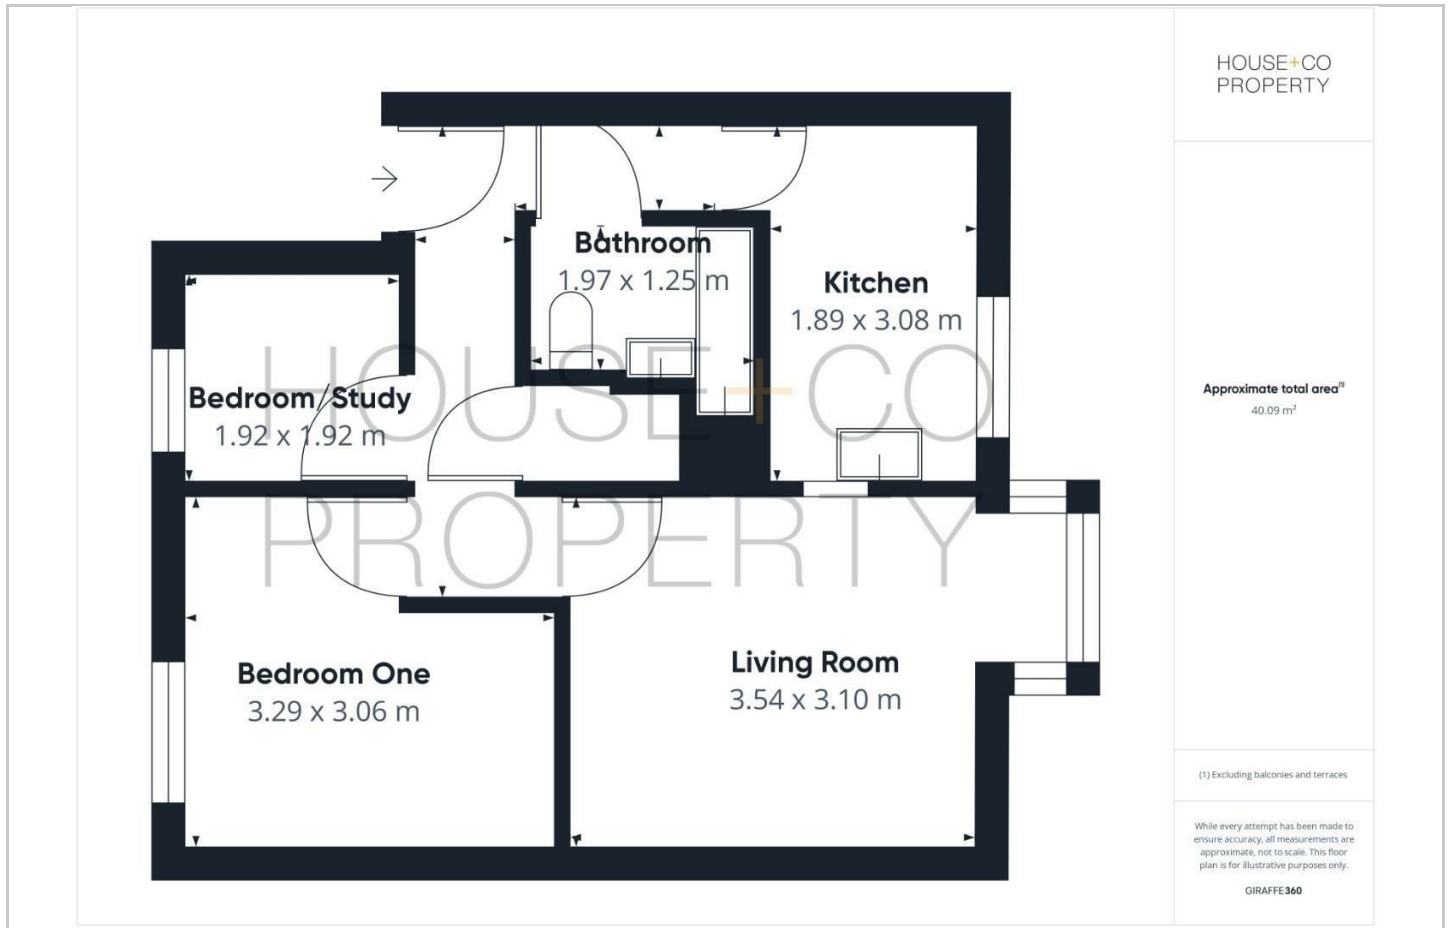 HOUSE+CO
PROPERTY
Bathroom
1.97 x 1.25 m
Kitchen
1.89 x 3.08 m
Bedroom/Study
1.92 x 1.92 m
HOUSE+CO
PROPERTY
Bedroom One
3.29 x 3.06 m
Living Room
3.54 x 3.10 m
Approximate total area⁽¹⁾
40.09 m²
(1) Excluding balconies and terraces
While every attempt has been made to
ensure accuracy, all measurements are
approximate, not to scale. This floor
plan is for illustrative purposes only.
GIRAFFE360